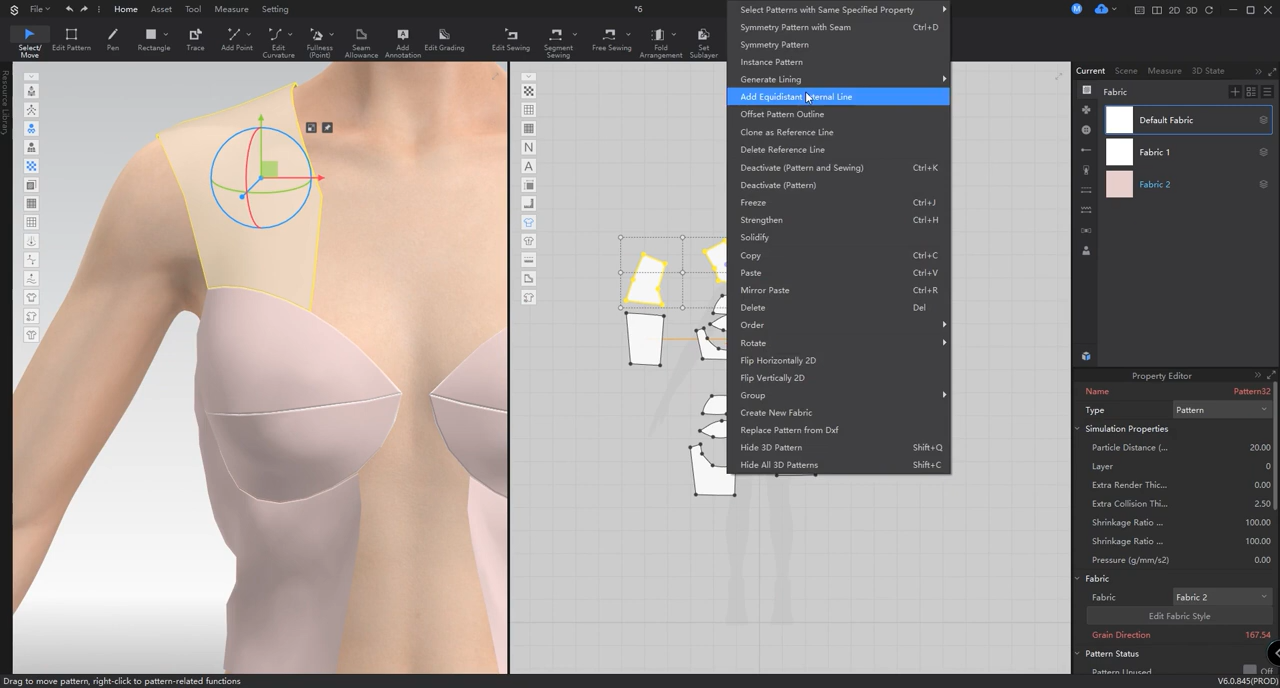 File
Home
Asset
Tool
Measure
Setting
*6
M
2D
3D
Select/
Move
Edit Pattern
Pen
Rectangle
Trace
Add Point
Edit
Curvature
Fullness
(Point)
Seam
Allowance
Add
Annotation
Edit Grading
Edit Sewing
Segment
Sewing
Free Sewing
Fold
Arrangement
Set
Sublayer
Resource Library
N
A
Select Patterns with Same Specified Property
Symmetry Pattern with Seam Ctrl+D
Symmetry Pattern
Instance Pattern
Generate Lining
Add Equidistant Internal Line
Offset Pattern Outline
Clone as Reference Line
Delete Reference Line
Deactivate (Pattern and Sewing) Ctrl+K
Deactivate (Pattern)
Freeze Ctrl+J
Strengthen Ctrl+H
Solidify
Copy Ctrl+C
Paste Ctrl+V
Mirror Paste Ctrl+R
Delete Del
Order
Rotate
Flip Horizontally 2D
Flip Vertically 2D
Group
Create New Fabric
Replace Pattern from Dxf
Hide 3D Pattern Shift+Q
Hide All 3D Patterns Shift+C
Current
Scene
Measure
3D State
Fabric
Default Fabric
Fabric 1
Fabric 2
Property Editor
Name Pattern32
Type Pattern
Simulation Properties
Particle Distance (... 20.00
Layer 0
Extra Render Thic... 0.00
Extra Collision Thi... 2.50
Shrinkage Ratio ... 100.00
Shrinkage Ratio ... 100.00
Pressure (g/mm/s2) 0.00
Fabric
Fabric Fabric 2
Edit Fabric Style
Grain Direction 167.54
Pattern Status
Pattern Unused Off
Drag to move pattern, right-click to pattern-related functions
V6.0.845(PROD)